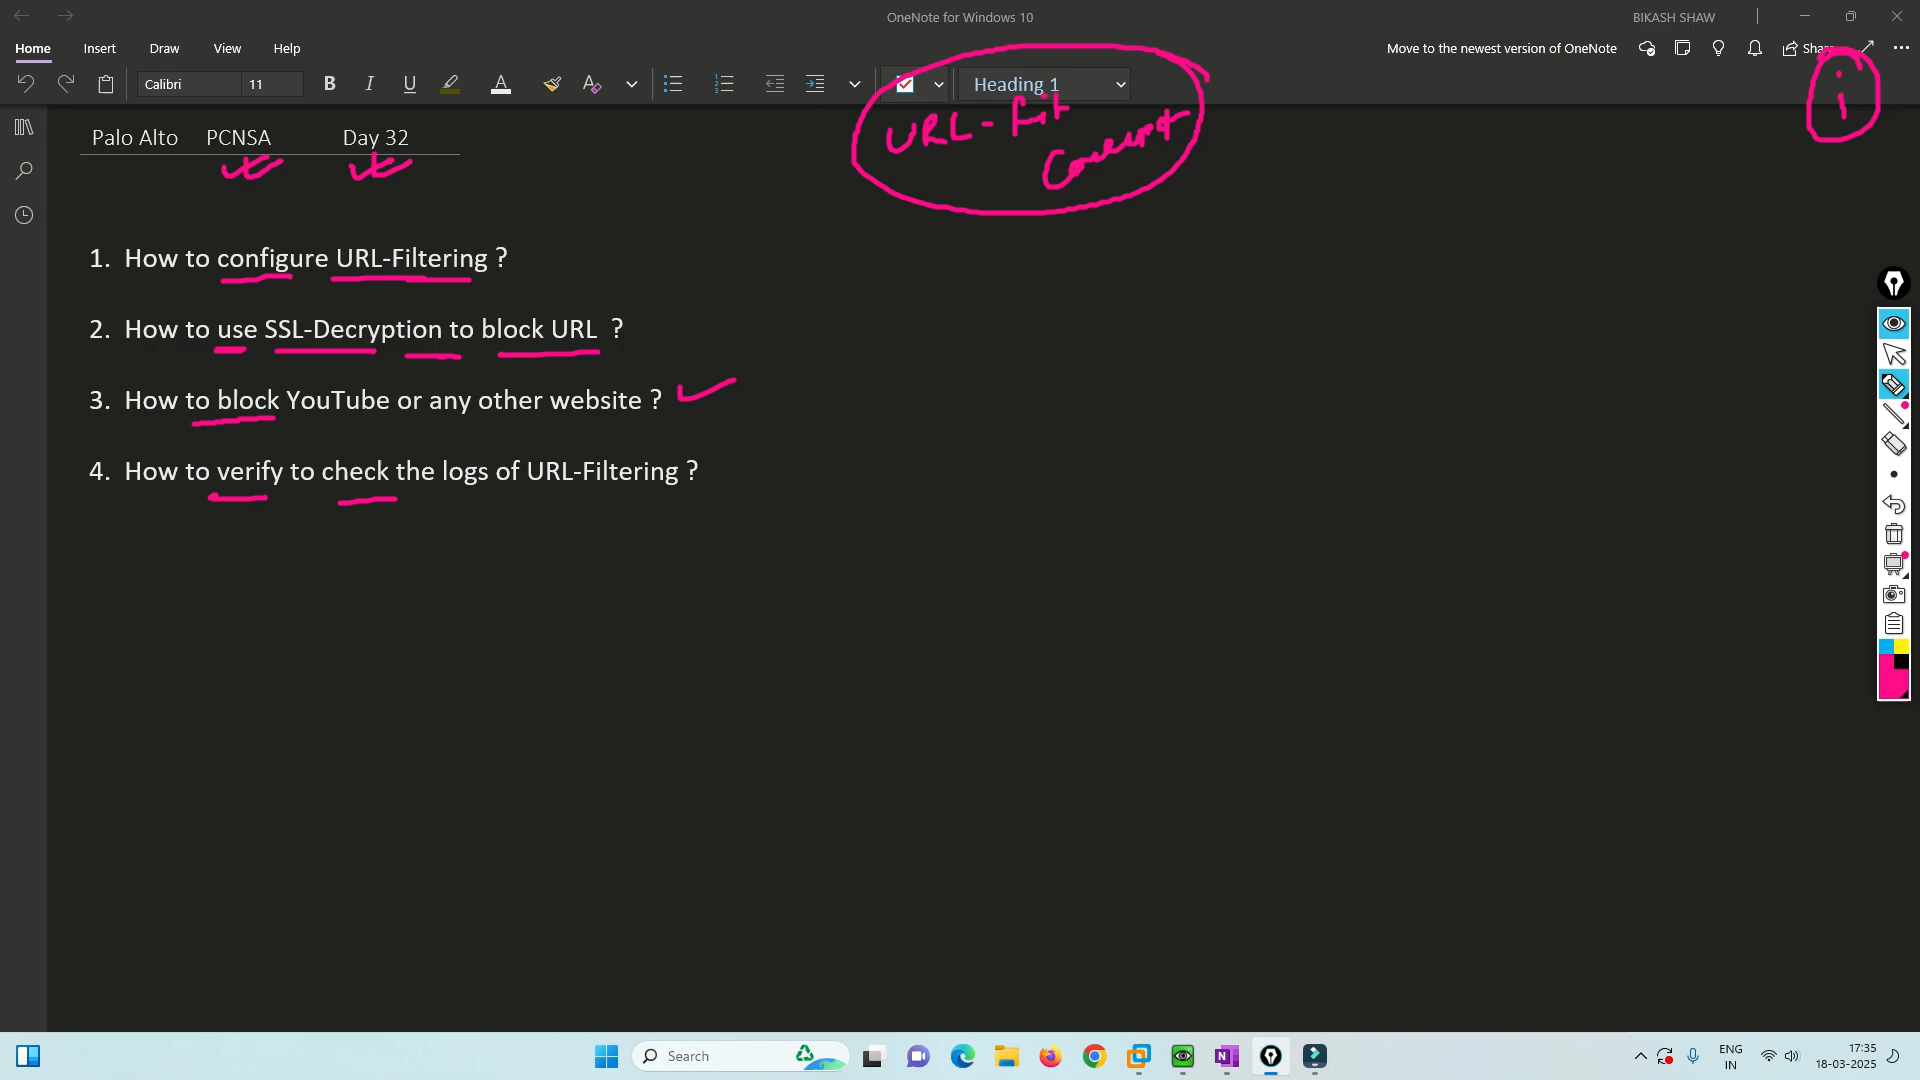 OneNote for Windows 10
BIKASH SHAW
Home Insert Draw View Help
Move to the newest version of OneNote
Share
Calibri 11 B I U A A Heading 1
URL - Fil
Concept
i
Palo Alto PCNSA Day 32
1. How to configure URL-Filtering ?
2. How to use SSL-Decryption to block URL ?
3. How to block YouTube or any other website ?
4. How to verify to check the logs of URL-Filtering ?
Search
ENG
IN
17:35
18-03-2025